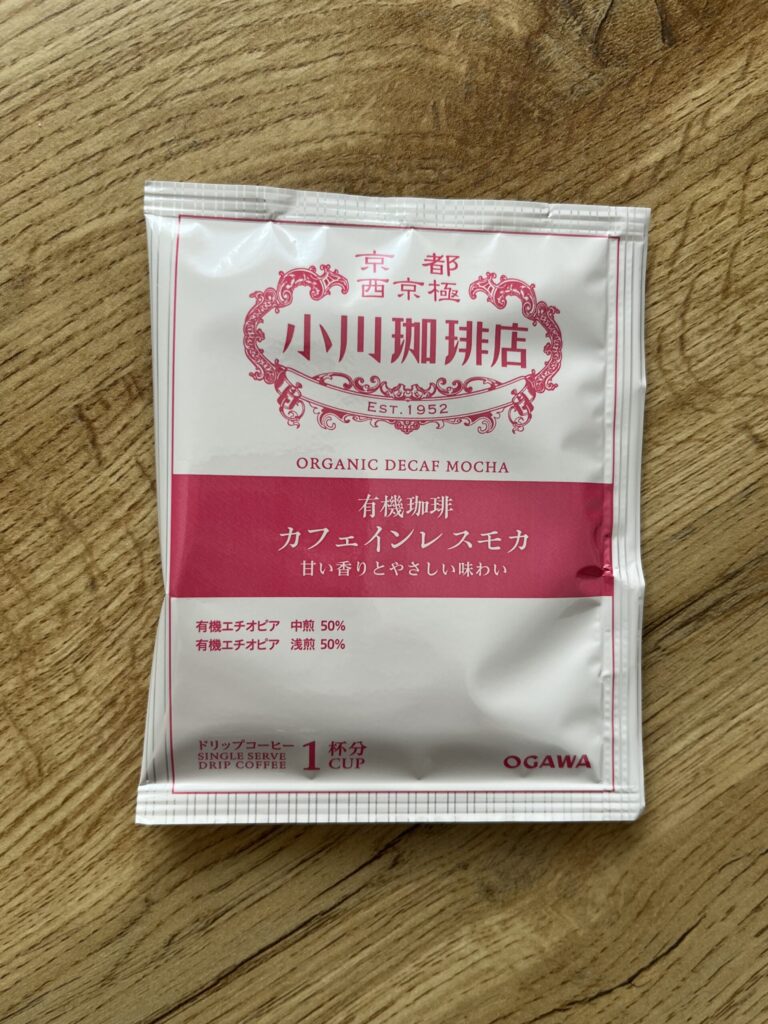 京都
西京極
小川珈琲店
EST.1952
ORGANIC DECAF MOCHA
有機珈琲
カフェインレスモカ
甘い香りとやさしい味わい
有機エチオピア 中煎 50%
有機エチオピア 浅煎 50%
ドリップコーヒー
SINGLE SERVE
DRIP COFFEE
1杯分
CUP
OGAWA